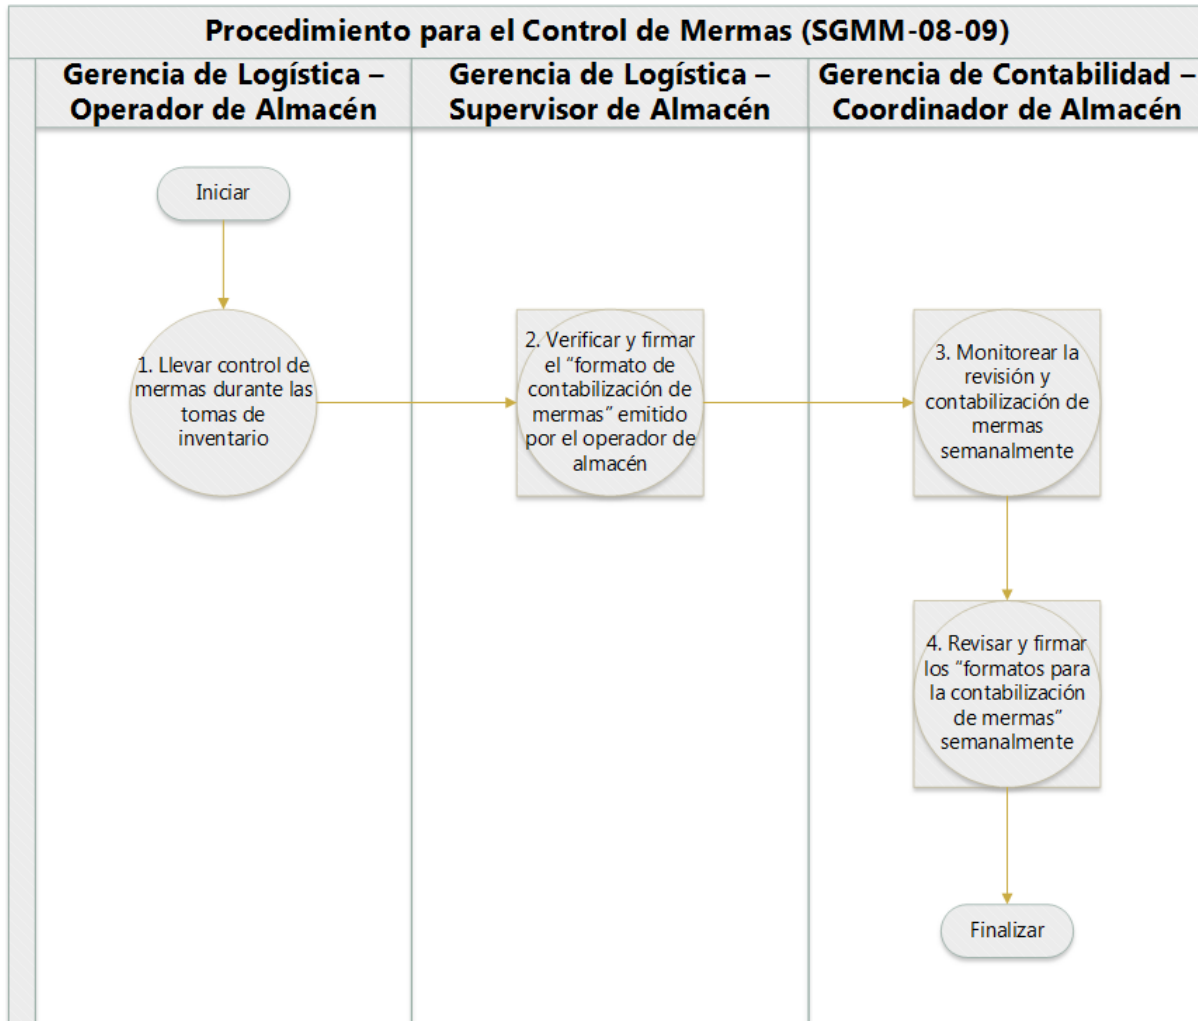 Procedimiento para el Control de Mermas (SGMM-08-09)
Gerencia de Logística –
Operador de Almacén
Gerencia de Logística –
Supervisor de Almacén
Gerencia de Contabilidad –
Coordinador de Almacén
Iniciar
1. Llevar control de
mermas durante las
tomas de
inventario
2. Verificar y firmar
el “formato de
contabilización de
mermas” emitido
por el operador de
almacén
3. Monitorear la
revisión y
contabilización de
mermas
semanalmente
4. Revisar y firmar
los “formatos para
la contabilización
de mermas”
semanalmente
Finalizar